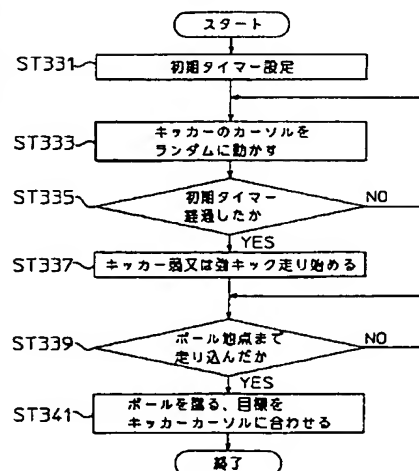 スタート
ST331
初期タイマー設定
ST333
キッカーのカーソルを
ランダムに動かす
ST335
初期タイマー
経過したか
NO
YES
ST337
キッカー弱又は強キック走り始める
ST339
ボール地点まで
走り込んだか
NO
YES
ST341
ボールを蹴る、目標を
キッカーカーソルに合わせる
終了